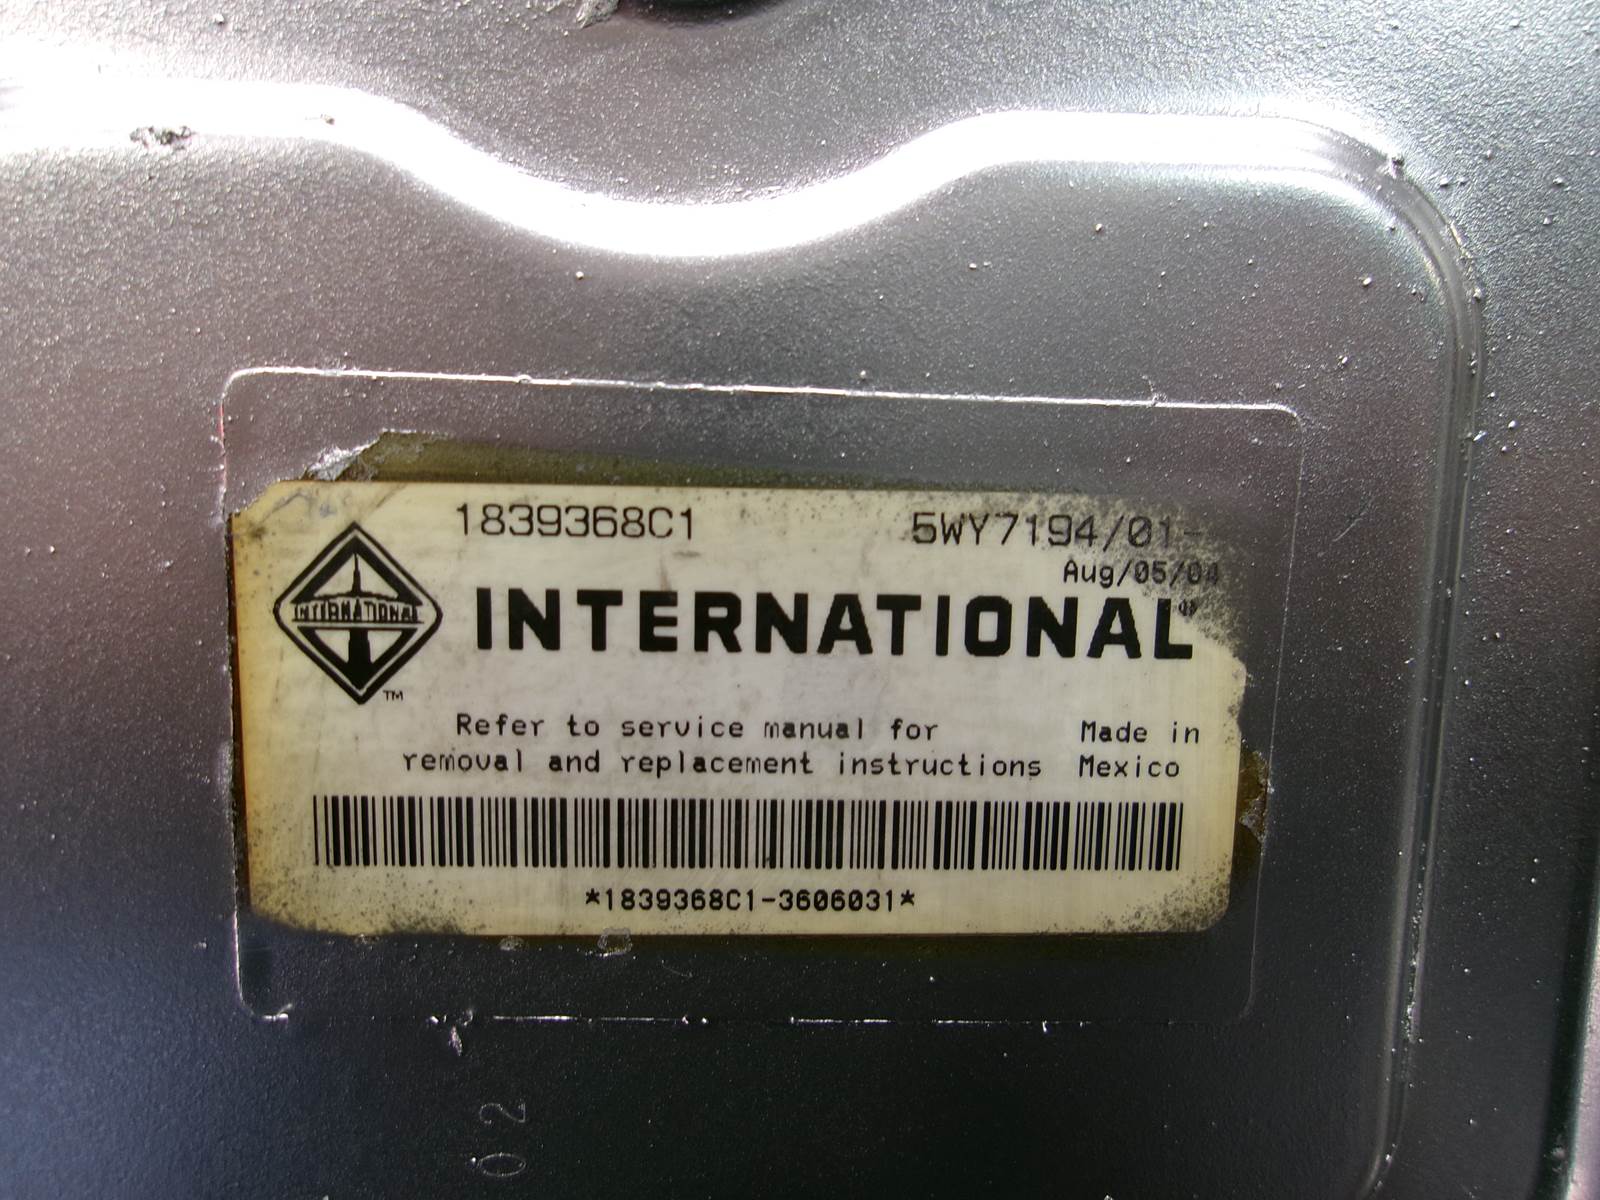 1839368C1 5WY7194/01-
Aug/05/04
INTERNATIONAL
INTERNATIONAL®
TM
Refer to service manual for Made in
removal and replacement instructions Mexico
*1839368C1-3606031*
02